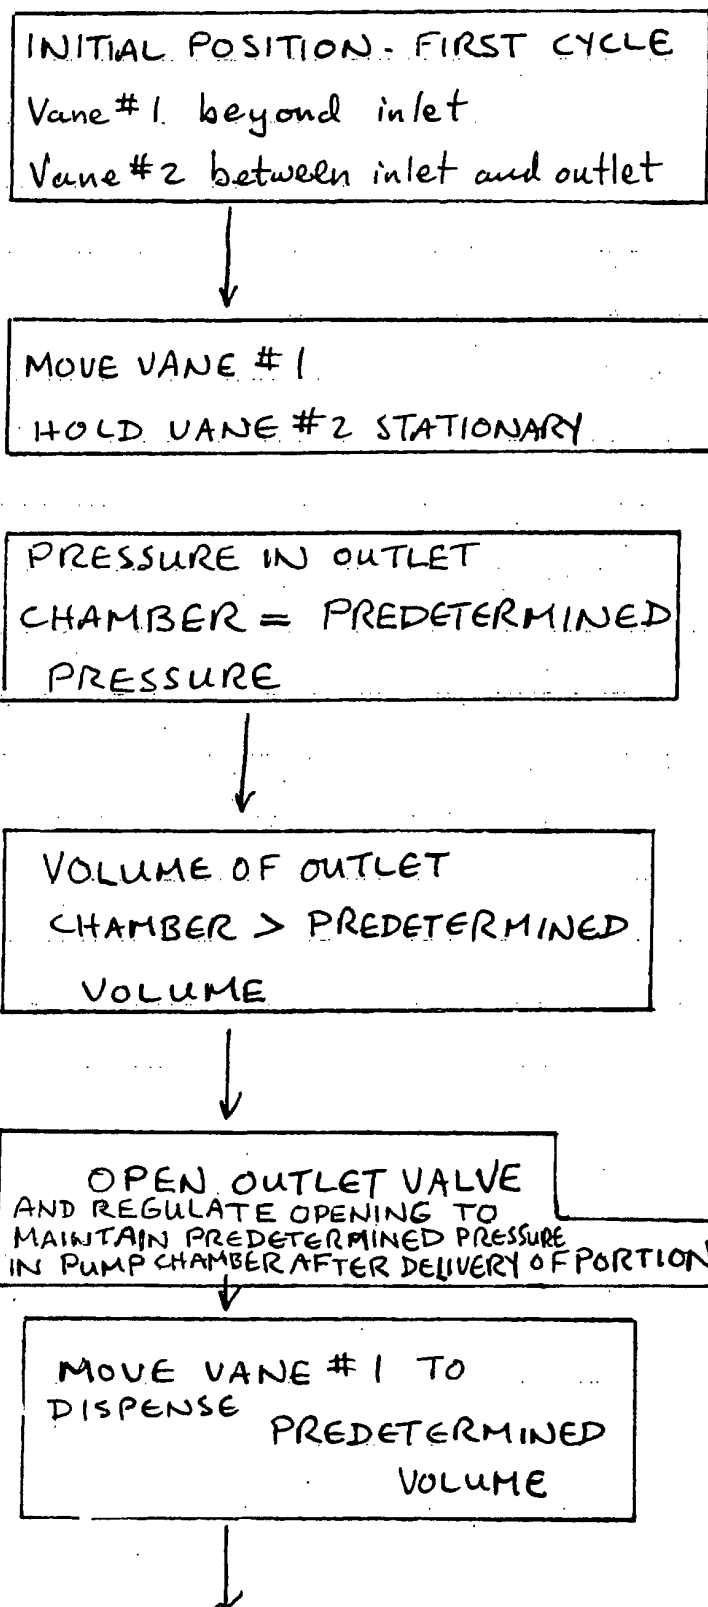 INITIAL POSITION - FIRST CYCLE
Vane #1 beyond inlet
Vane #2 between inlet and outlet
MOVE VANE #1
HOLD VANE #2 STATIONARY
PRESSURE IN OUTLET
CHAMBER = PREDETERMINED
PRESSURE
VOLUME OF OUTLET
CHAMBER > PREDETERMINED
VOLUME
OPEN OUTLET VALVE
AND REGULATE OPENING TO
MAINTAIN PREDETERMINED PRESSURE
IN PUMP CHAMBER AFTER DELIVERY OF PORTION
MOVE VANE #1 TO
DISPENSE
PREDETERMINED
VOLUME